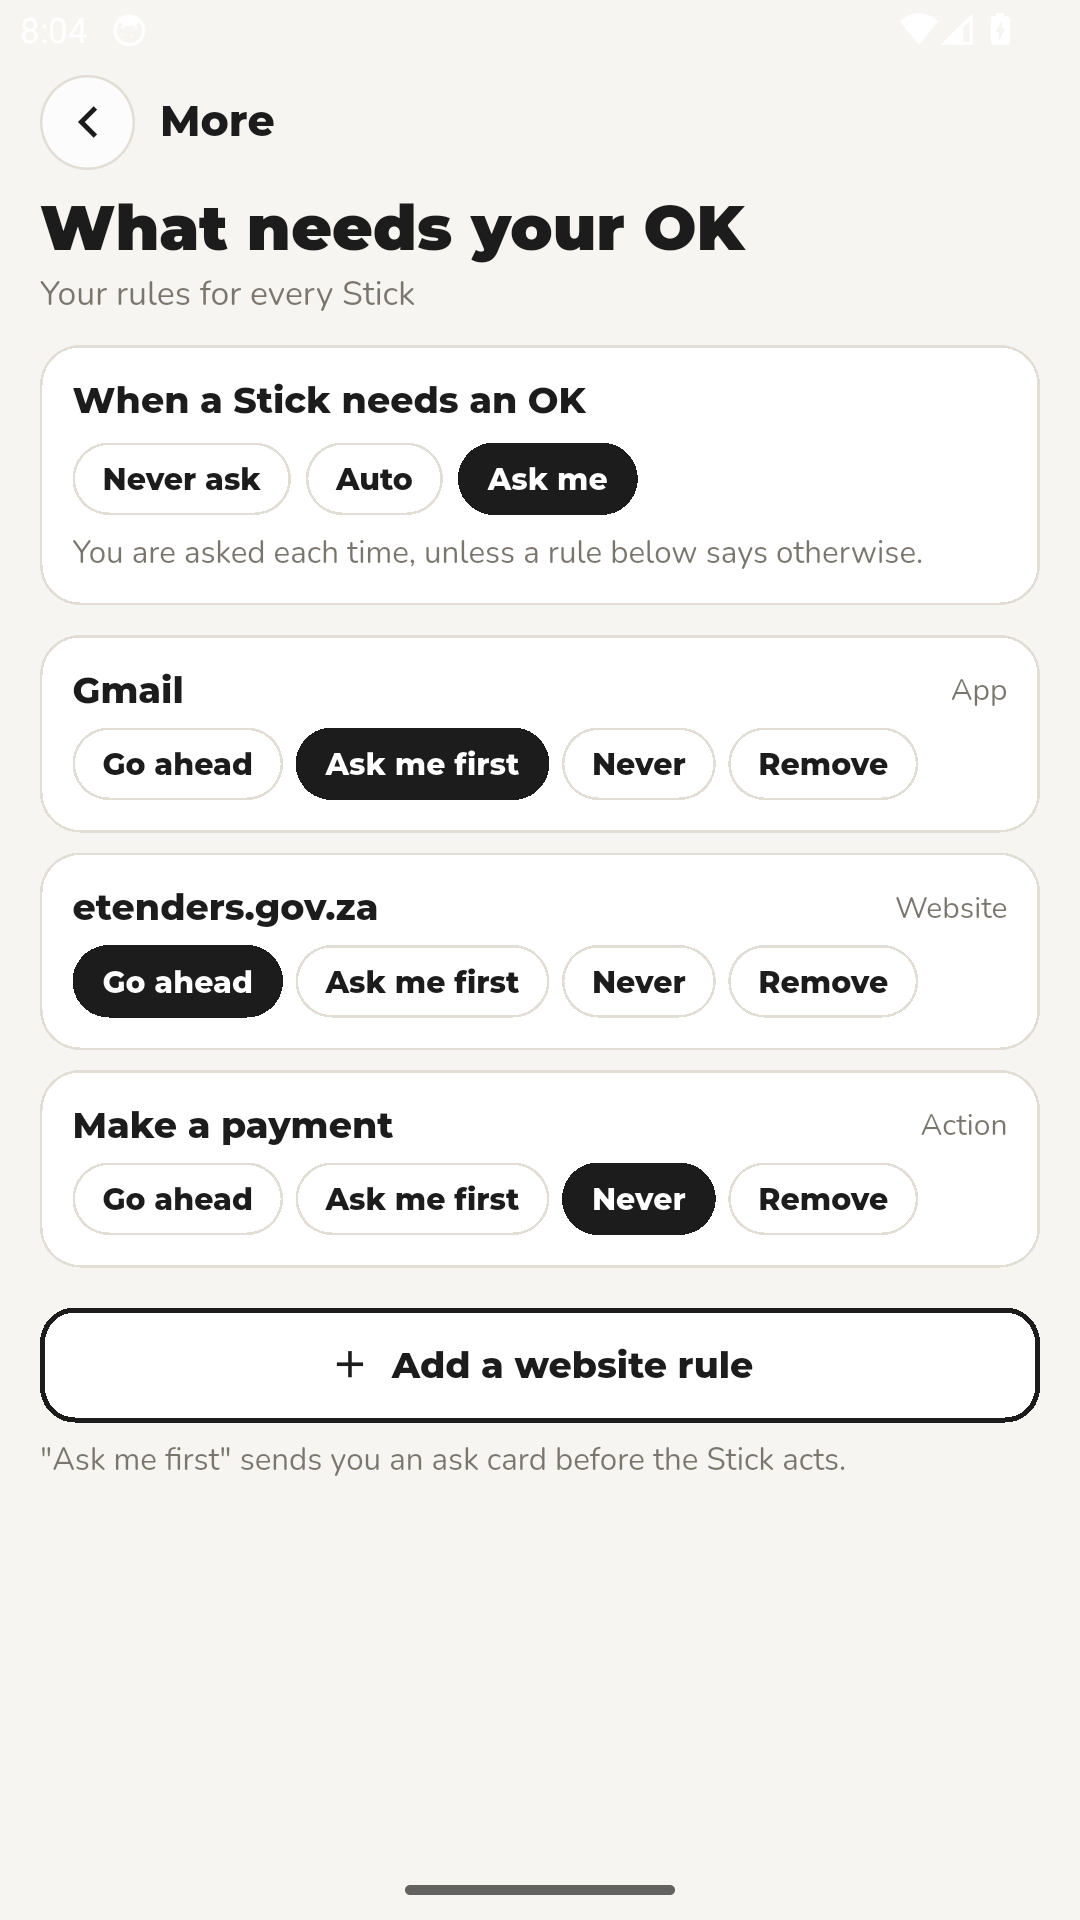 8:04
More
What needs your OK
Your rules for every Stick
When a Stick needs an OK
Never ask Auto Ask me
You are asked each time, unless a rule below says otherwise.
Gmail App
Go ahead Ask me first Never Remove
etenders.gov.za Website
Go ahead Ask me first Never Remove
Make a payment Action
Go ahead Ask me first Never Remove
+ Add a website rule
"Ask me first" sends you an ask card before the Stick acts.